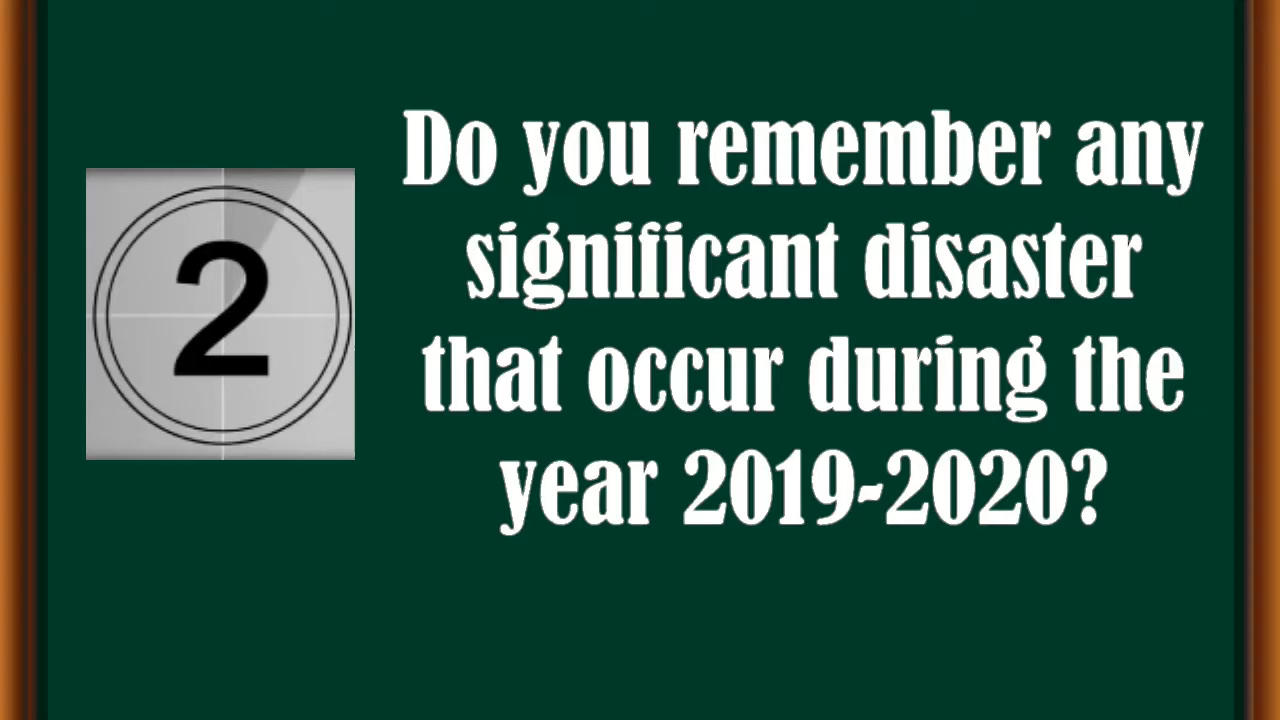 2
Do you remember any
significant disaster
that occur during the
year 2019-2020?